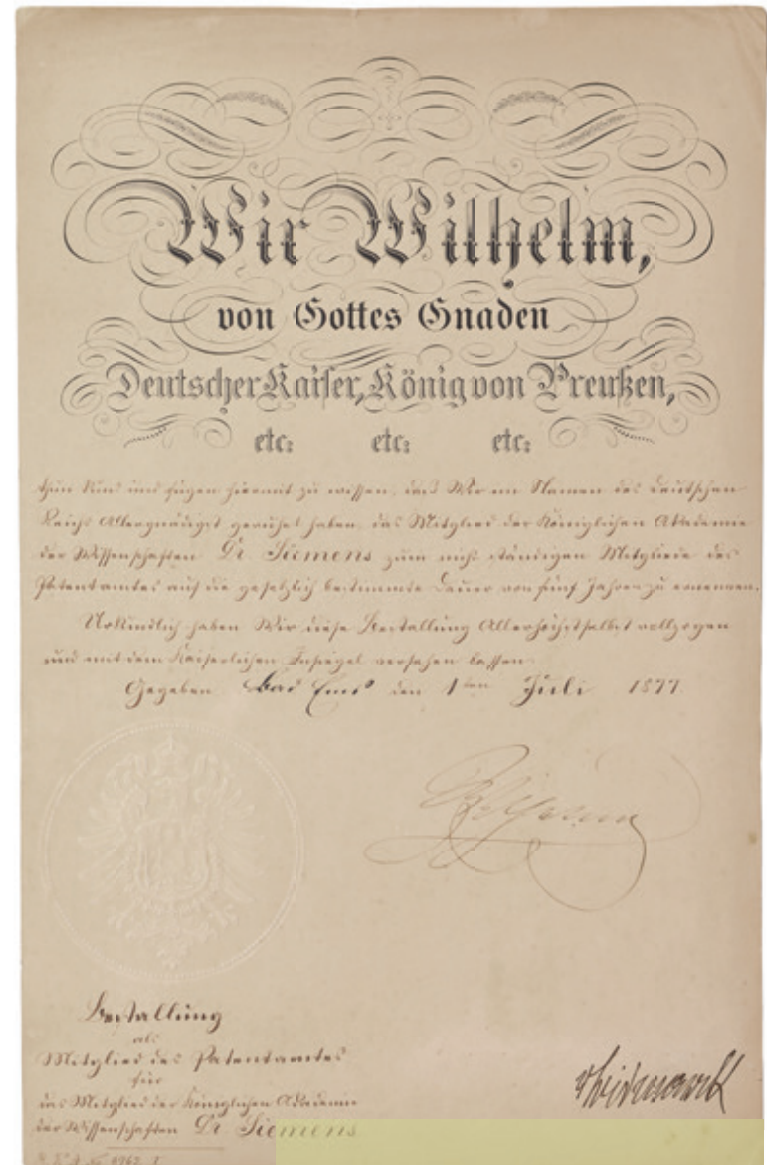 Wir Wilhelm,
von Gottes Gnaden
Deutscher Kaiser, König von Preußen,
etc: etc: etc:
thun kund und fügen hiermit zu wissen, daß Wir im Namen des Deutschen
Reichs Allergnädigst geruhet haben, das Mitglied der Königlichen Akademie
der Wissenschaften Dr. Siemens zum nicht ständigen Mitgliede des
Patentamtes auf die gesetzlich bestimmte Dauer von fünf Jahren zu ernennen.
Urkundlich haben Wir diese Bestallung Allerhöchstselbst vollzogen
und mit dem Kaiserlichen Insiegel versehen lassen.
Gegeben Bad Ems den 1ten Juli 1877
Wilhelm
Bestallung
als
Mitglied des Patentamtes
für
das Mitglied der Königlichen Akademie
der Wissenschaften Dr. Siemens